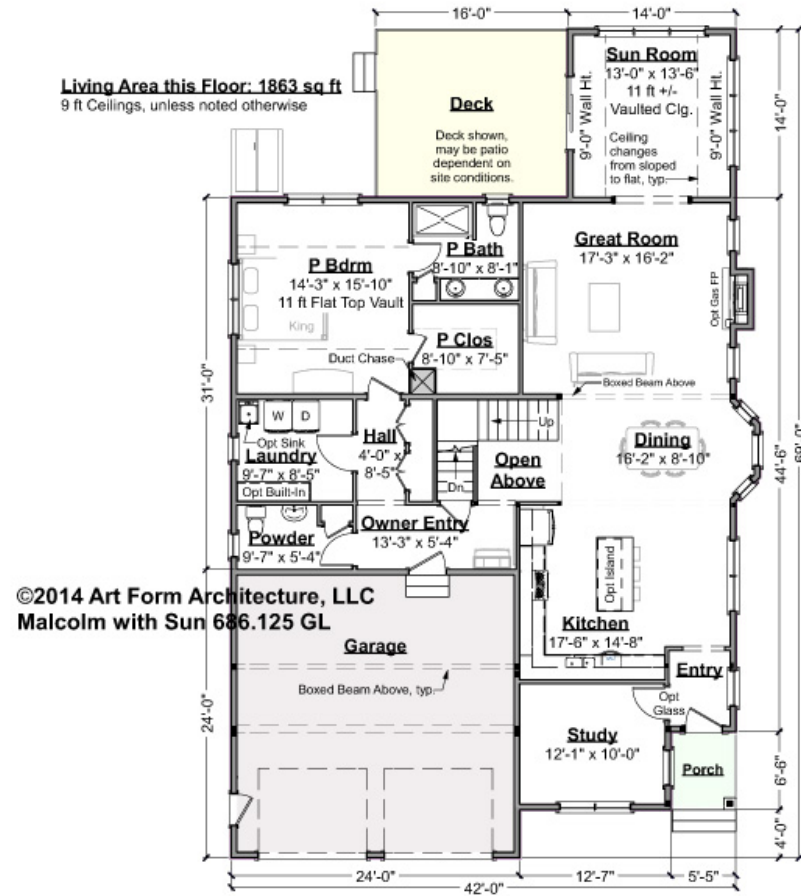 16'-0"
14'-0"
Living Area this Floor: 1863 sq ft
9 ft Ceilings, unless noted otherwise
Deck
Deck shown,
may be patio
dependent on
site conditions.
Sun Room
13'-0" x 13'-6"
11 ft +/-
Vaulted Clg.
9'-0" Wall Ht.
9'-0" Wall Ht.
Ceiling
changes
from sloped
to flat, typ.
14'-0"
P Bdrm
14'-3" x 15'-10"
11 ft Flat Top Vault
King
P Bath
8'-10" x 8'-1"
Great Room
17'-3" x 16'-2"
Opt Gas FP
P Clos
8'-10" x 7'-5"
Duct Chase
Boxed Beam Above
31'-0"
69'-0"
W
D
Opt Sink
Laundry
9'-7" x 8'-5"
Opt Built-In
Hall
4'-0" x
8'-5"
Up
Dn
Open
Above
Dining
16'-2" x 8'-10"
44'-6"
Powder
9'-7" x 5'-4"
Owner Entry
13'-3" x 5'-4"
Opt Island
Kitchen
17'-6" x 14'-8"
©2014 Art Form Architecture, LLC
Malcolm with Sun 686.125 GL
Garage
Boxed Beam Above, typ.
24'-0"
Entry
Opt
Glass
Study
12'-1" x 10'-0"
Porch
6'-6"
4'-0"
24'-0"
12'-7"
5'-5"
42'-0"